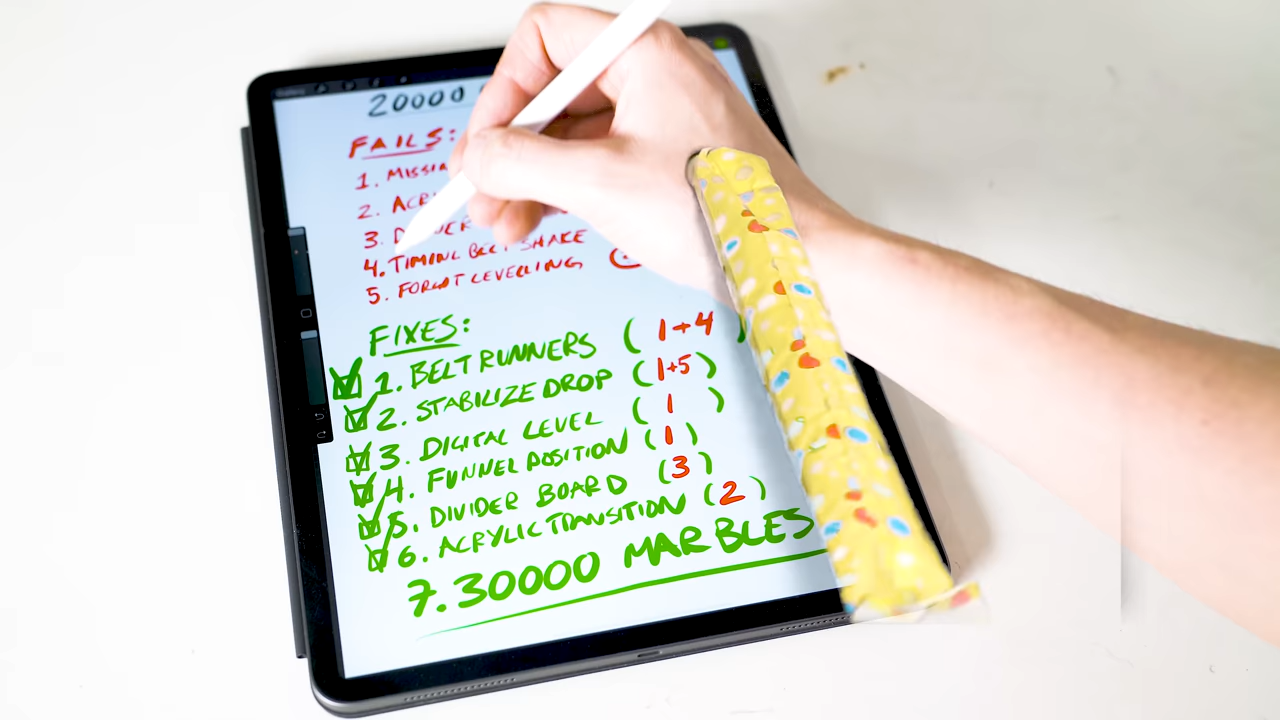 20000
FAILS:
1.
2.
3.
4. TIMING BELT SHAKE
5. FORGOT LEVELLING
FIXES:
1. BELT RUNNERS (1+4)
2. STABILIZE DROP (1+5)
3. DIGITAL LEVEL (1)
4. FUNNEL POSITION (1)
5. DIVIDER BOARD (3)
6. ACRYLIC TRANSITION (2)
7. 30000 MARBLES